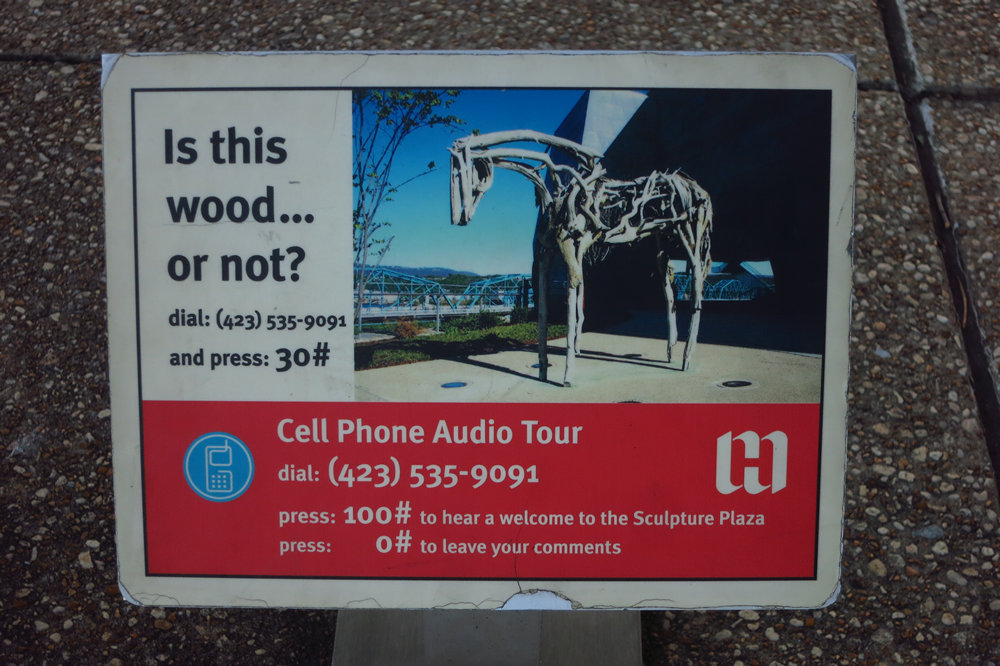 Is this
wood...
or not?
dial: (423) 535-9091
and press: 30#
Cell Phone Audio Tour
dial: (423) 535-9091
press: 100# to hear a welcome to the Sculpture Plaza
press: 0# to leave your comments